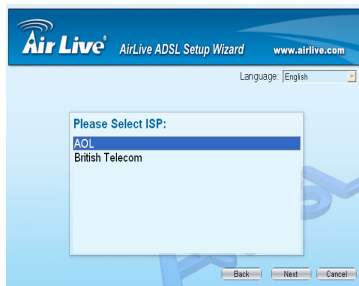 Air Live® AirLive ADSL Setup Wizard www.airlive.com
Language: English
Please Select ISP:
AOL
British Telecom
Back Next Cancel